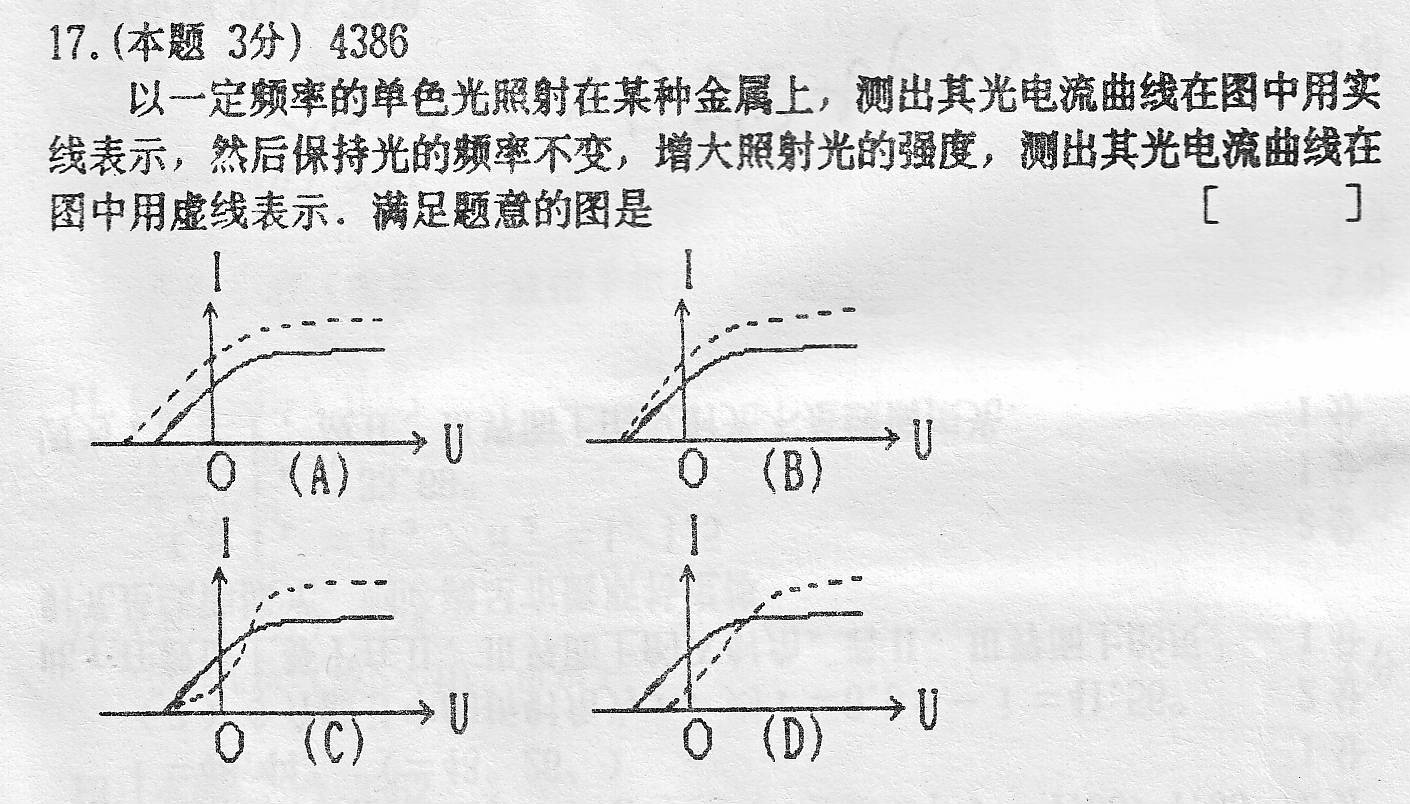 17.(本题 3分) 4386
以一定频率的单色光照射在某种金属上，测出其光电流曲线在图中用实
线表示，然后保持光的频率不变，增大照射光的强度，测出其光电流曲线在
图中用虚线表示．满足题意的图是 [ ]
I I
U U
O (A) O (B)
I I
U U
O (C) O (D)